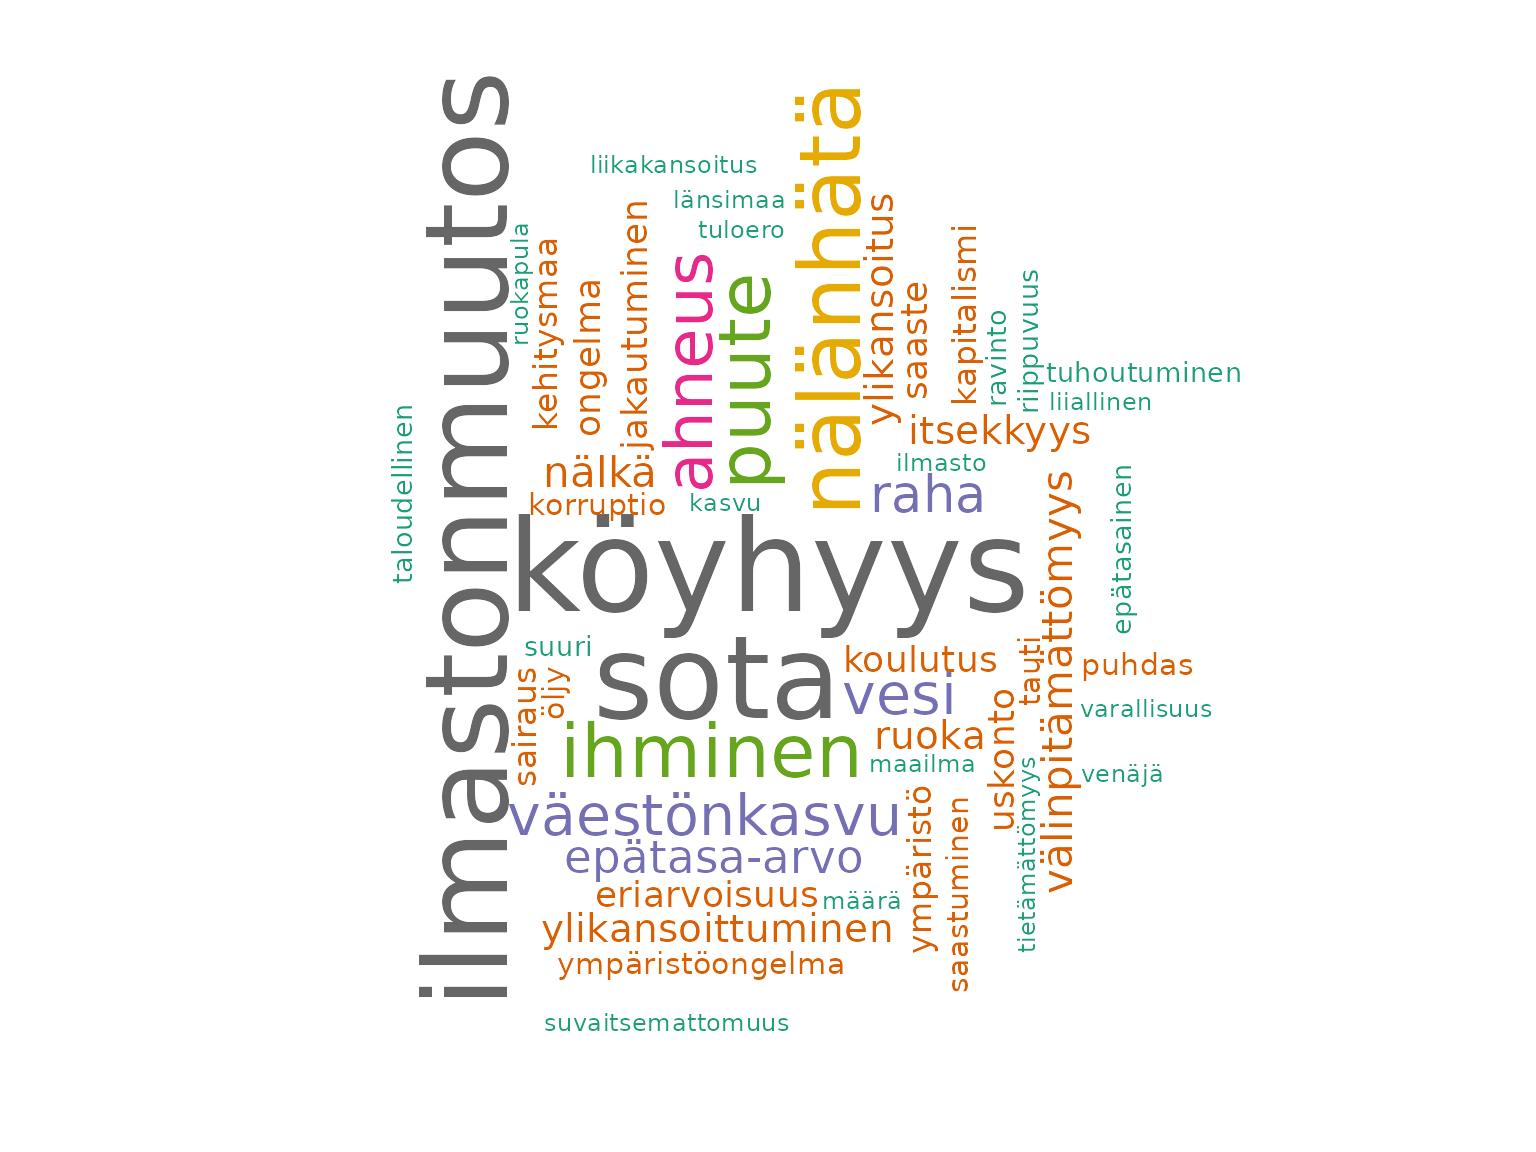 ilmastonmuutos
nälänhätä
liikakansoitus
länsimaa
tuloero
ruokapula
kehitysmaa
ongelma
jakautuminen
ahneus
puute
ylikansoitus
saaste
kapitalismi
ravinto
riippuvuus
tuhoutuminen
liiallinen
itsekkyys
taloudellinen
nälkä
ilmasto
korruptio
kasvu
raha
köyhyys
välinpitämättömyys
epätasainen
suuri
sota
koulutus
tauti
puhdas
sairaus
öljy
vesi
varallisuus
ihminen
ruoka
uskonto
maailma
venäjä
tietämättömyys
väestönkasvu
ympäristö
saastuminen
epätasa-arvo
eriarvoisuus
määrä
ylikansoittuminen
ympäristöongelma
suvaitsemattomuus